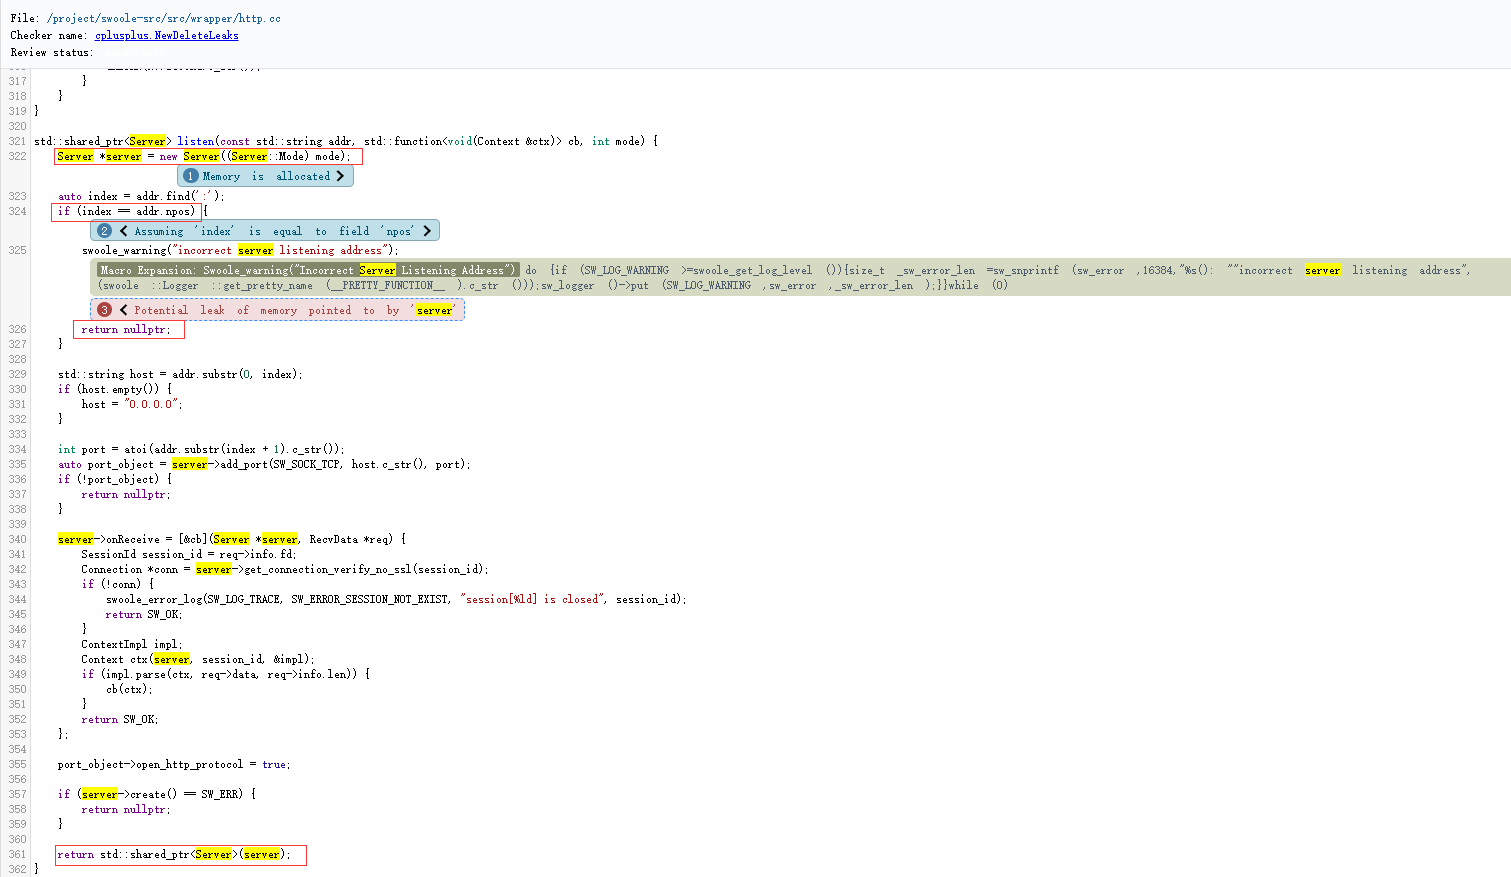 File: /project/swoole-src/src/wrapper/http.cc
Checker name: cplusplus.NewDeleteLeaks
Review status:
317 }
318 }
319 }
320
321 std::shared_ptr<Server> listen(const std::string addr, std::function<void(Context &ctx)> cb, int mode) {
322 Server *server = new Server((Server::Mode) mode);
1 Memory is allocated >
323 auto index = addr.find(':');
324 if (index == addr.npos) {
2 < Assuming 'index' is equal to field 'npos' >
325 swoole_warning("incorrect server listening address");
Macro Expansion: Swoole_warning("Incorrect Server Listening Address") do {if (SW_LOG_WARNING >=swoole_get_log_level ()){size_t _sw_error_len =sw_snprintf (sw_error ,16384,"%s(): ""incorrect server listening address",
(swoole ::Logger ::get_pretty_name (__PRETTY_FUNCTION__ ).c_str ()));sw_logger ()->put (SW_LOG_WARNING ,sw_error ,_sw_error_len );}}while (0)
3 < Potential leak of memory pointed to by 'server'
326 return nullptr;
327 }
328
329 std::string host = addr.substr(0, index);
330 if (host.empty()) {
331 host = "0.0.0.0";
332 }
333
334 int port = atoi(addr.substr(index + 1).c_str());
335 auto port_object = server->add_port(SW_SOCK_TCP, host.c_str(), port);
336 if (!port_object) {
337 return nullptr;
338 }
339
340 server->onReceive = [&cb](Server *server, RecvData *req) {
341 SessionId session_id = req->info.fd;
342 Connection *conn = server->get_connection_verify_no_ssl(session_id);
343 if (!conn) {
344 swoole_error_log(SW_LOG_TRACE, SW_ERROR_SESSION_NOT_EXIST, "session[%ld] is closed", session_id);
345 return SW_OK;
346 }
347 ContextImpl impl;
348 Context ctx(server, session_id, &impl);
349 if (impl.parse(ctx, req->data, req->info.len)) {
350 cb(ctx);
351 }
352 return SW_OK;
353 };
354
355 port_object->open_http_protocol = true;
356
357 if (server->create() == SW_ERR) {
358 return nullptr;
359 }
360
361 return std::shared_ptr<Server>(server);
362 }